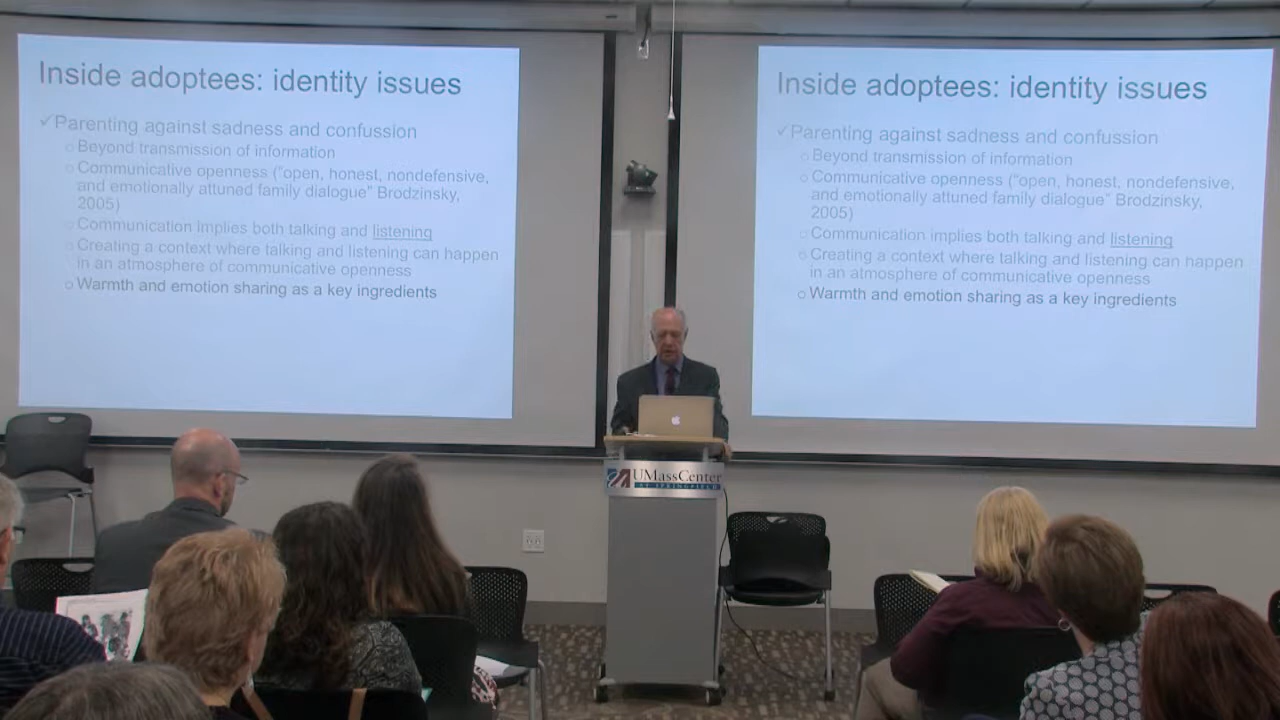 Inside adoptees: identity issues
✓Parenting against sadness and confussion
○ Beyond transmission of information
○ Communicative openness ("open, honest, nondefensive,
and emotionally attuned family dialogue" Brodzinsky,
2005)
○ Communication implies both talking and listening
○ Creating a context where talking and listening can happen
in an atmosphere of communicative openness
○ Warmth and emotion sharing as a key ingredients
Inside adoptees: identity issues
✓Parenting against sadness and confussion
○ Beyond transmission of information
○ Communicative openness ("open, honest, nondefensive,
and emotionally attuned family dialogue" Brodzinsky,
2005)
○ Communication implies both talking and listening
○ Creating a context where talking and listening can happen
in an atmosphere of communicative openness
○ Warmth and emotion sharing as a key ingredients
UMassCenter
AT SPRINGFIELD